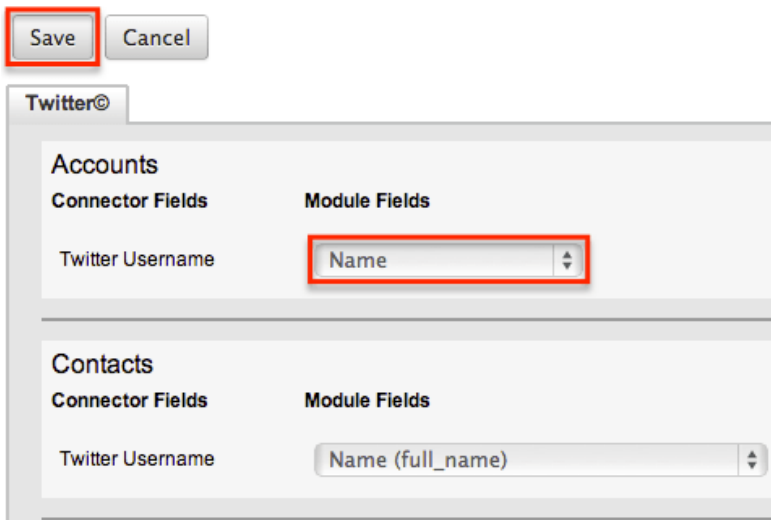 Save Cancel
Twitter©
Accounts
Connector Fields Module Fields
Twitter Username Name
Contacts
Connector Fields Module Fields
Twitter Username Name (full_name)